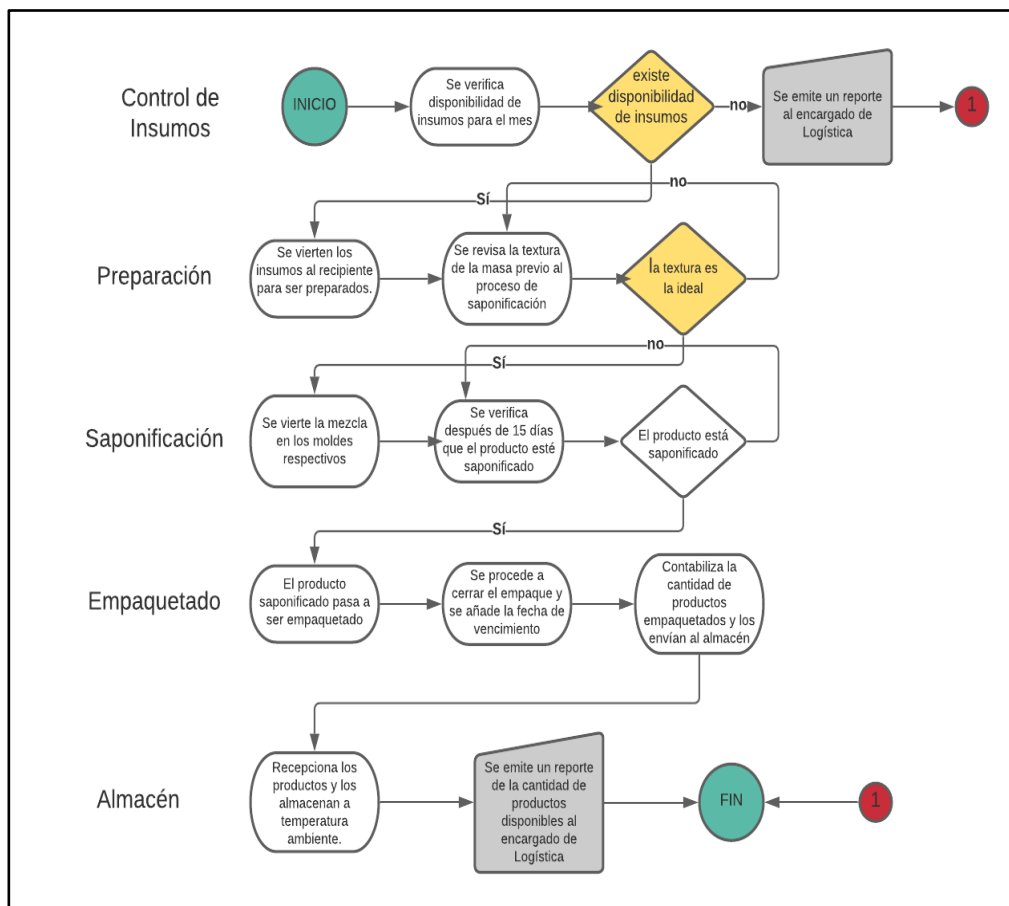 Control de
Insumos
INICIO
Se verifica
disponibilidad de
insumos para el mes
existe
disponibilidad
de insumos
no
Se emite un reporte
al encargado de
Logística
1
Sí
no
Preparación
Se vierten los
insumos al recipiente
para ser preparados.
Se revisa la textura
de la masa previo al
proceso de
saponificación
la textura es
la ideal
Sí
no
Saponificación
Se vierte la mezcla
en los moldes
respectivos
Se verifica
después de 15 días
que el producto esté
saponificado
El producto está
saponificado
Sí
Empaquetado
El producto
saponificado pasa a
ser empaquetado
Se procede a
cerrar el empaque y
se añade la fecha de
vencimiento
Contabiliza la
cantidad de
productos
empaquetados y los
envían al almacén
Almacén
Recepciona los
productos y los
almacenan a
temperatura
ambiente.
Se emite un reporte
de la cantidad de
productos
disponibles al
encargado de
Logística
FIN
1